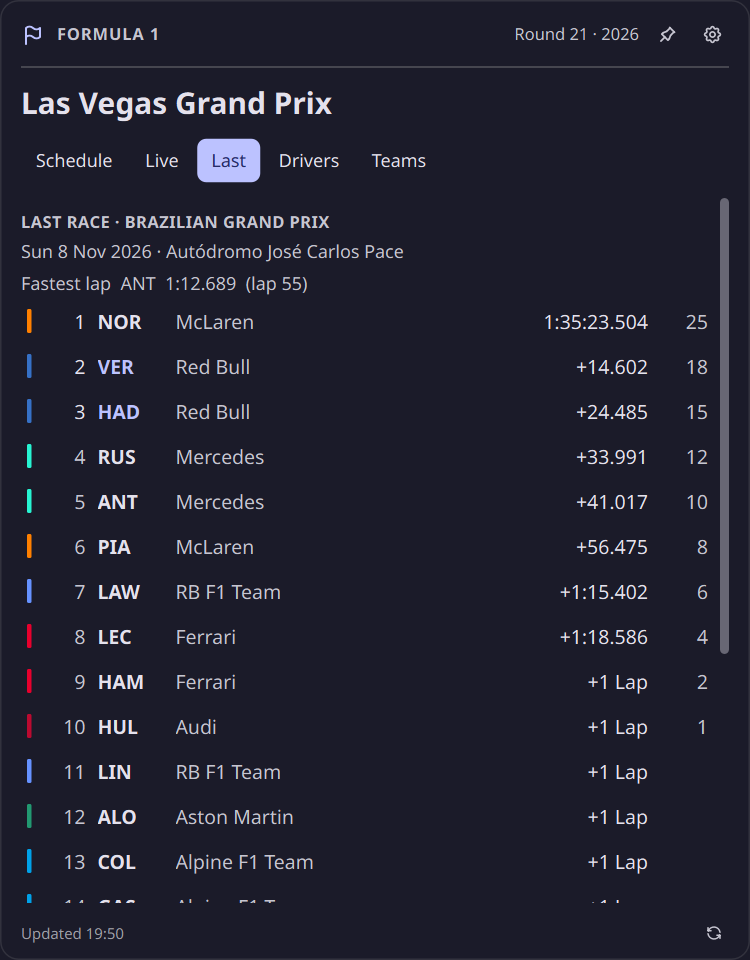 FORMULA 1 Round 21 · 2026
Las Vegas Grand Prix
Schedule Live Last Drivers Teams
LAST RACE · BRAZILIAN GRAND PRIX
Sun 8 Nov 2026 · Autódromo José Carlos Pace
Fastest lap ANT 1:12.689 (lap 55)
1 NOR McLaren 1:35:23.504 25
2 VER Red Bull +14.602 18
3 HAD Red Bull +24.485 15
4 RUS Mercedes +33.991 12
5 ANT Mercedes +41.017 10
6 PIA McLaren +56.475 8
7 LAW RB F1 Team +1:15.402 6
8 LEC Ferrari +1:18.586 4
9 HAM Ferrari +1 Lap 2
10 HUL Audi +1 Lap 1
11 LIN RB F1 Team +1 Lap
12 ALO Aston Martin +1 Lap
13 COL Alpine F1 Team +1 Lap
Updated 19:50